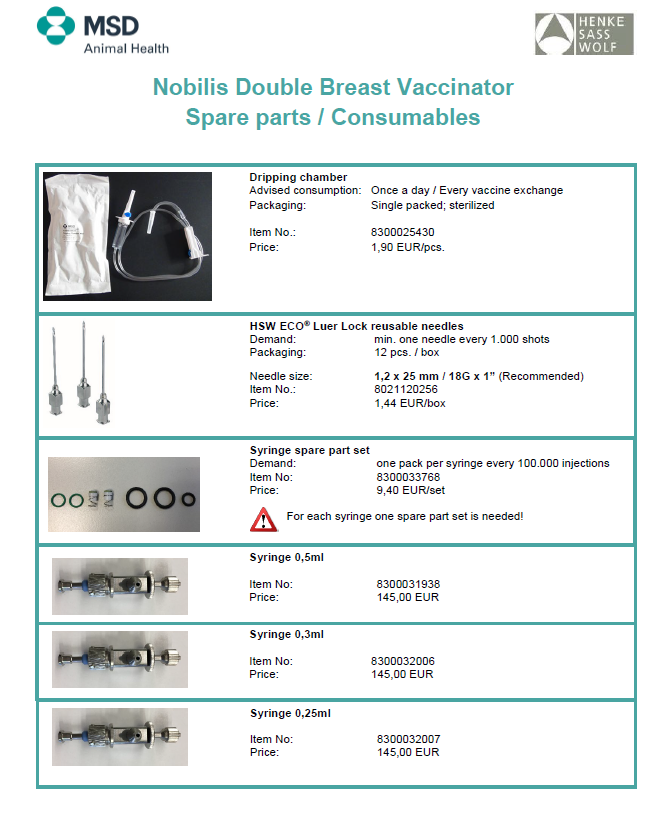 MSD
Animal Health
HENKE
SASS
WOLF
Nobilis Double Breast Vaccinator
Spare parts / Consumables
Dripping chamber
Advised consumption: Once a day / Every vaccine exchange
Packaging: Single packed; sterilized
Item No.: 8300025430
Price: 1,90 EUR/pcs.
MSD
HSW ECO® Luer Lock reusable needles
Demand: min. one needle every 1.000 shots
Packaging: 12 pcs. / box
Needle size: 1,2 x 25 mm / 18G x 1” (Recommended)
Item No.: 8021120256
Price: 1,44 EUR/box
Syringe spare part set
Demand: one pack per syringe every 100.000 injections
Item No: 8300033768
Price: 9,40 EUR/set
For each syringe one spare part set is needed!
Syringe 0,5ml
Item No: 8300031938
Price: 145,00 EUR
Syringe 0,3ml
Item No: 8300032006
Price: 145,00 EUR
Syringe 0,25ml
Item No: 8300032007
Price: 145,00 EUR